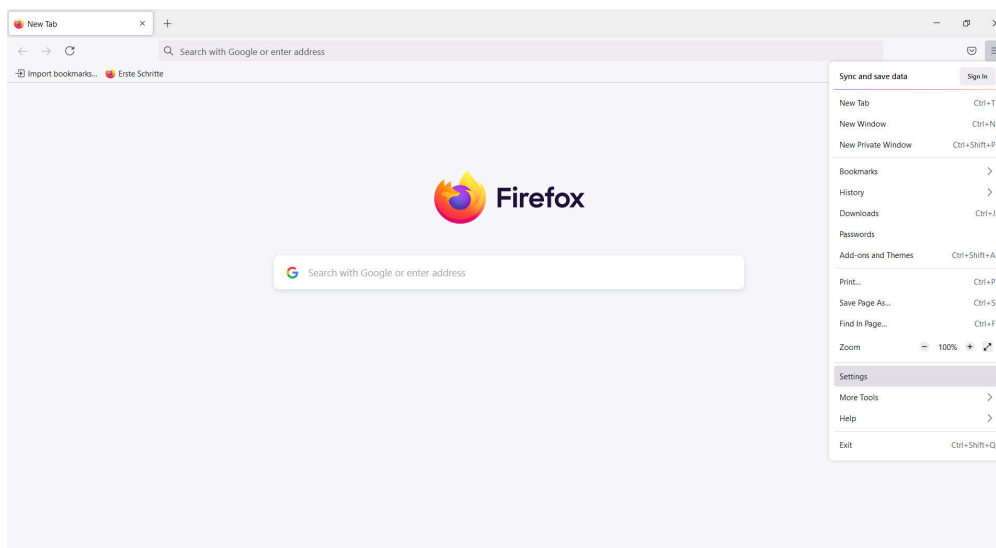 New Tab
Search with Google or enter address
Import bookmarks... Erste Schritte
Sync and save data Sign In
New Tab Ctrl+T
New Window Ctrl+N
New Private Window Ctrl+Shift+P
Bookmarks
History
Downloads Ctrl+J
Passwords
Add-ons and Themes Ctrl+Shift+A
Print... Ctrl+P
Save Page As... Ctrl+S
Find In Page... Ctrl+F
Zoom - 100% +
Settings
More Tools
Help
Exit Ctrl+Shift+Q
Firefox
Search with Google or enter address